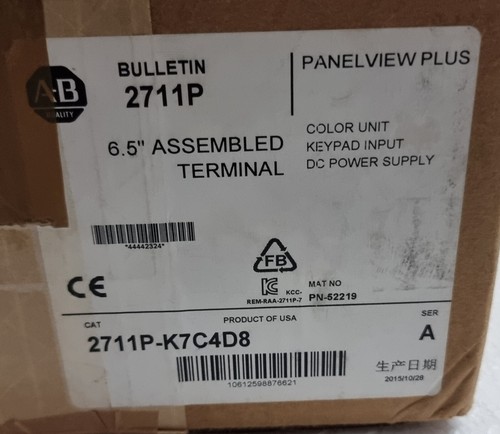 A-B
QUALITY
BULLETIN
2711P
PANELVIEW PLUS
6.5" ASSEMBLED
TERMINAL
COLOR UNIT
KEYPAD INPUT
DC POWER SUPPLY
*44442324*
FB
CE
KCC-
REM-RAA-2711P-7
MAT NO
PN-52219
PRODUCT OF USA
CAT
2711P-K7C4D8
SER
A
10612598876621
生产日期
2015/10/28